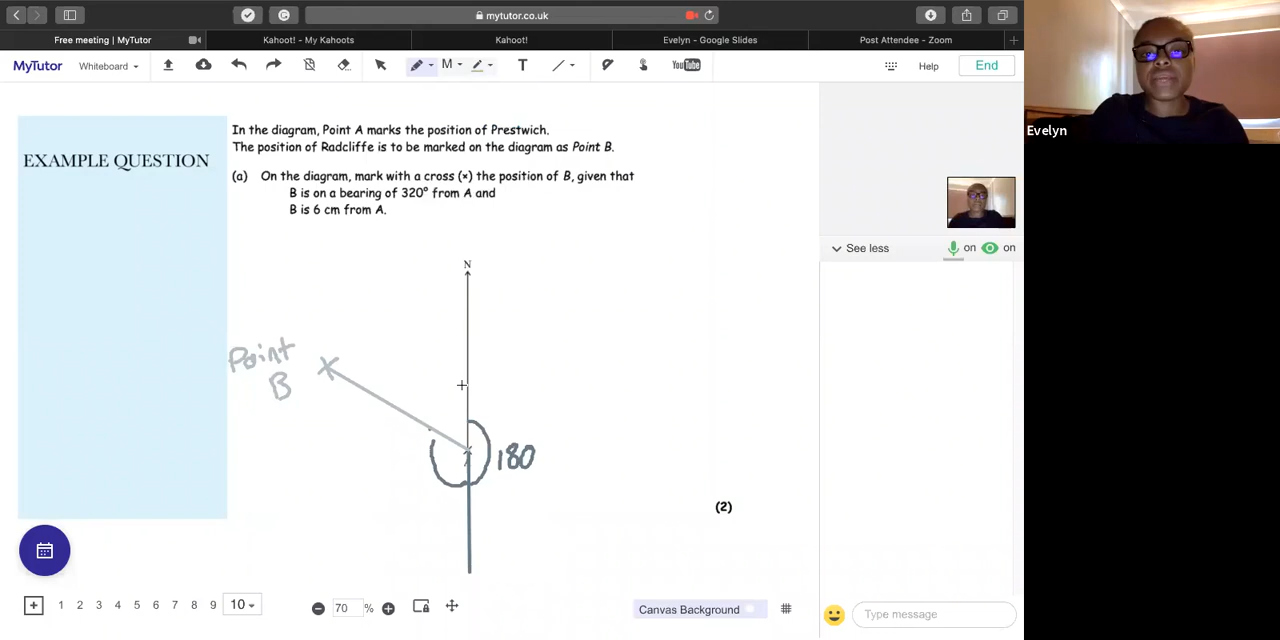 mytutor.co.uk
Free meeting | MyTutor
Kahoot! - My Kahoots
Kahoot!
Evelyn - Google Slides
Post Attendee - Zoom
MyTutor
Whiteboard
M
T
YouTube
Help
End
EXAMPLE QUESTION
In the diagram, Point A marks the position of Prestwich.
The position of Radcliffe is to be marked on the diagram as Point B.
(a) On the diagram, mark with a cross (×) the position of B, given that
B is on a bearing of 320° from A and
B is 6 cm from A.
N
Point
B
180
(2)
1 2 3 4 5 6 7 8 9 10
70 %
Canvas Background
Evelyn
See less
on
on
Type message